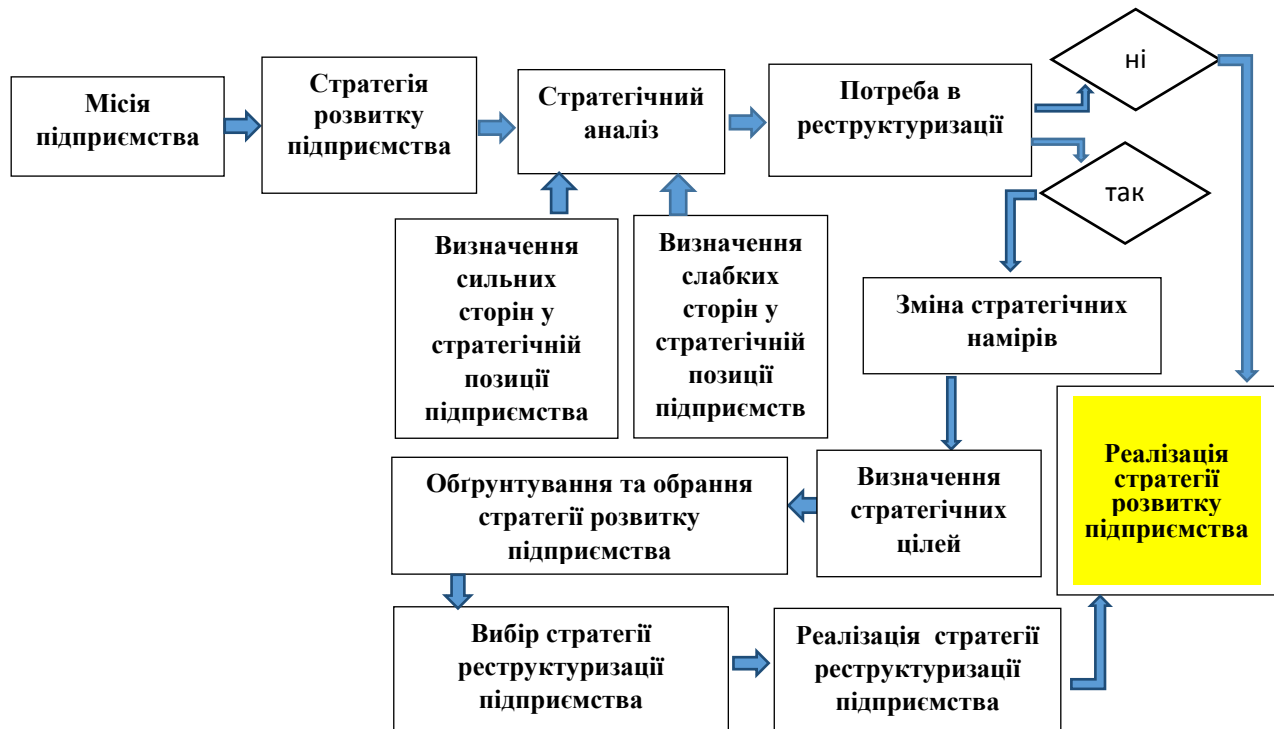 Місія
підприємства
Стратегія
розвитку
підприємства
Стратегічний
аналіз
Потреба в
реструктуризації
ні
так
Визначення
сильних
сторін у
стратегічній
позиції
підприємства
Визначення
слабких
сторін у
стратегічній
позиції
підприємств
Зміна стратегічних
намірів
Реалізація
стратегії
розвитку
підприємства
Визначення
стратегічних
цілей
Обґрунтування та обрання
стратегії розвитку
підприємства
Вибір стратегії
реструктуризації
підприємства
Реалізація стратегії
реструктуризації
підприємства